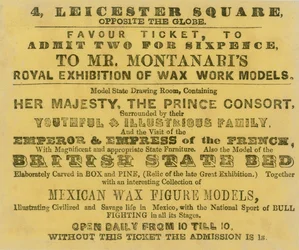 4, LEICESTER SQUARE,
OPPOSITE THE GLOBE.
FAVOUR TICKET, TO
ADMIT TWO FOR SIXPENCE,
TO MR. MONTANARI'S
ROYAL EXHIBITION OF WAX WORK MODELS.
Model State Drawing Room, Containing
HER MAJESTY, THE PRINCE CONSORT,
Surrounded by their
YOUTHFUL & ILLUSTRIOUS FAMILY.
And the Visit of the
EMPEROR & EMPRESS of the FRENCH,
With Magnificent and appropriate State Furniture. Also the Model of the
BRITISH STATE BED
Elaborately Carved in BOX and PINE, (Relic of the late Great Exhibition.) Together
with an interesting Collection of
MEXICAN WAX FIGURE MODELS,
Illustrating Civilized and Savage life in Mexico, with the National Sport of BULL
FIGHTING in all its Stages.
OPEN DAILY FROM 10 TILL 10.
WITHOUT THIS TICKET THE ADMISSION IS 1s.